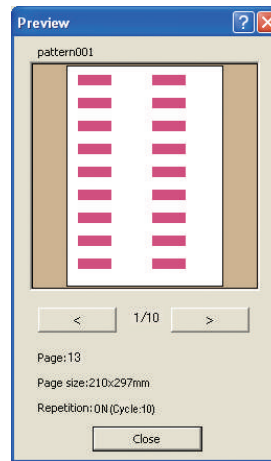 Preview
pattern001
< 1/10 >
Page:13
Page size:210x297mm
Repetition: ON (Cycle:10)
Close